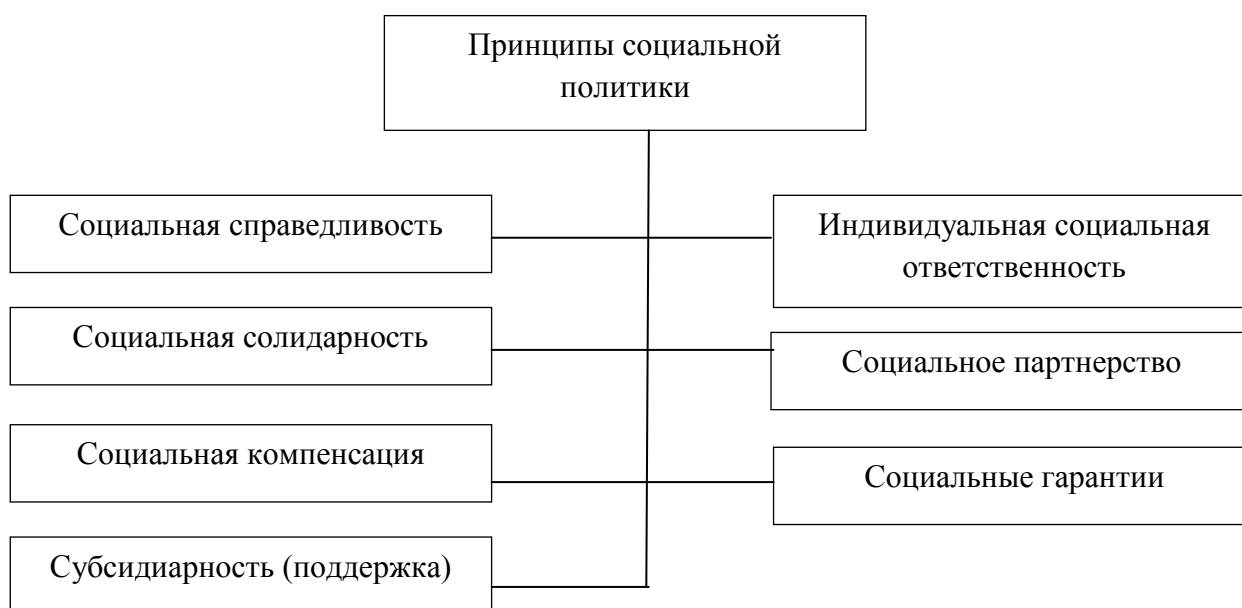 Принципы социальной
политики
Социальная справедливость
Индивидуальная социальная
ответственность
Социальная солидарность
Социальное партнерство
Социальная компенсация
Социальные гарантии
Субсидиарность (поддержка)